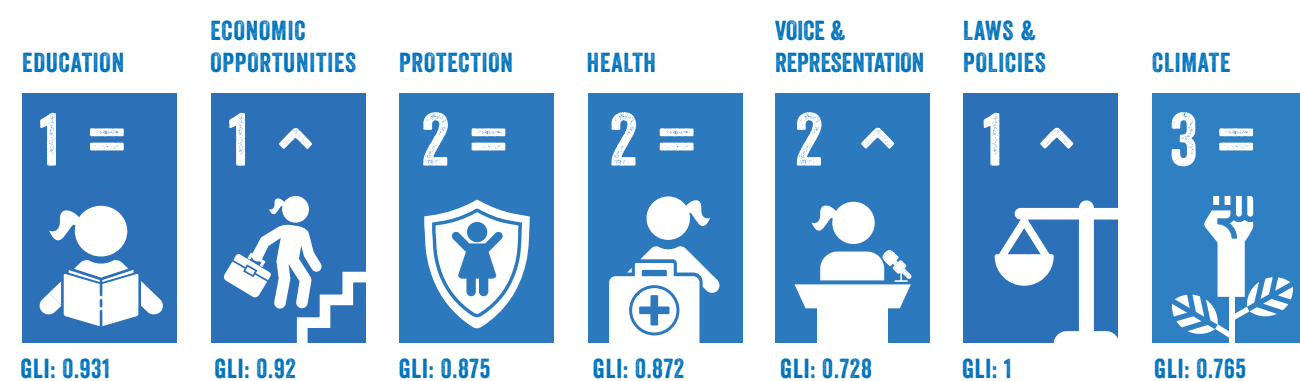 EDUCATION
1 =
GLI: 0.931
ECONOMIC
OPPORTUNITIES
1 ^
GLI: 0.92
PROTECTION
2 =
GLI: 0.875
HEALTH
2 =
GLI: 0.872
VOICE &
REPRESENTATION
2 ^
GLI: 0.728
LAWS &
POLICIES
1 ^
GLI: 1
CLIMATE
3 =
GLI: 0.765